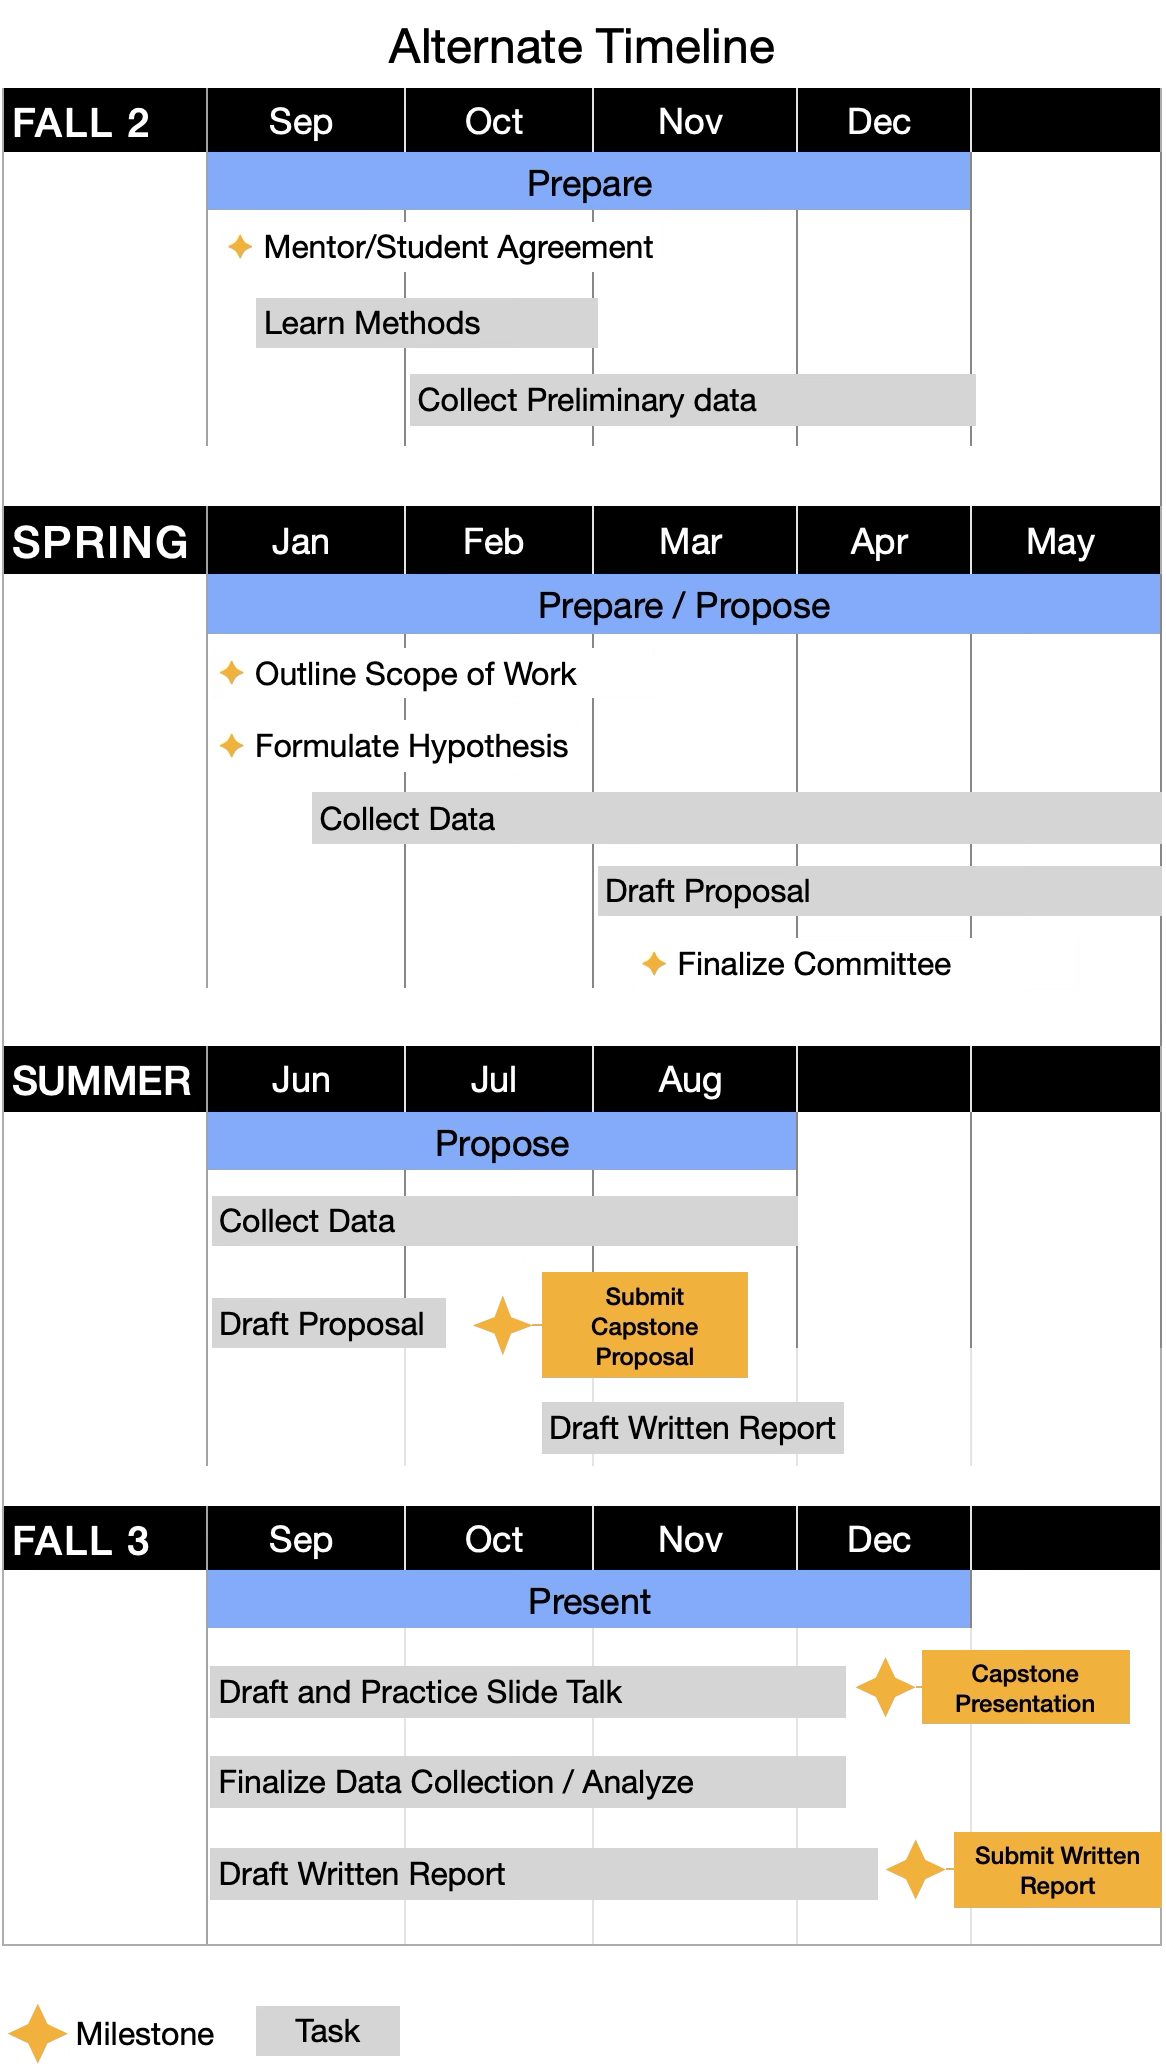 Alternate Timeline
FALL 2 Sep Oct Nov Dec
Prepare
Mentor/Student Agreement
Learn Methods
Collect Preliminary data
SPRING Jan Feb Mar Apr May
Prepare / Propose
Outline Scope of Work
Formulate Hypothesis
Collect Data
Draft Proposal
Finalize Committee
SUMMER Jun Jul Aug
Propose
Collect Data
Draft Proposal
Submit
Capstone
Proposal
Draft Written Report
FALL 3 Sep Oct Nov Dec
Present
Draft and Practice Slide Talk
Capstone
Presentation
Finalize Data Collection / Analyze
Draft Written Report
Submit Written
Report
Milestone Task